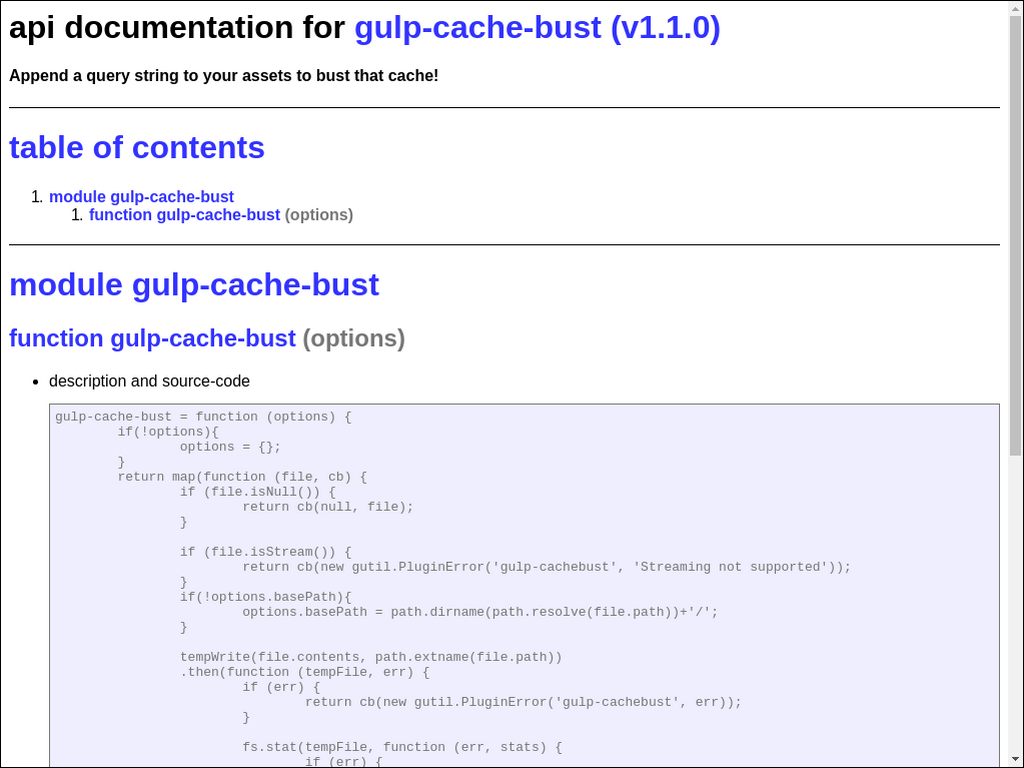 api documentation for gulp-cache-bust (v1.1.0)
Append a query string to your assets to bust that cache!
table of contents
1. module gulp-cache-bust
1. function gulp-cache-bust (options)
module gulp-cache-bust
function gulp-cache-bust (options)
• description and source-code
gulp-cache-bust = function (options) {
        if(!options){
                options = {};
        }
        return map(function (file, cb) {
                if (file.isNull()) {
                        return cb(null, file);
                }

                if (file.isStream()) {
                        return cb(new gutil.PluginError('gulp-cachebust', 'Streaming not supported'));
                }
                if(!options.basePath){
                        options.basePath = path.dirname(path.resolve(file.path))+'/';
                }

                tempWrite(file.contents, path.extname(file.path))
                .then(function (tempFile, err) {
                        if (err) {
                                return cb(new gutil.PluginError('gulp-cachebust', err));
                        }

                        fs.stat(tempFile, function (err, stats) {
                                if (err) {